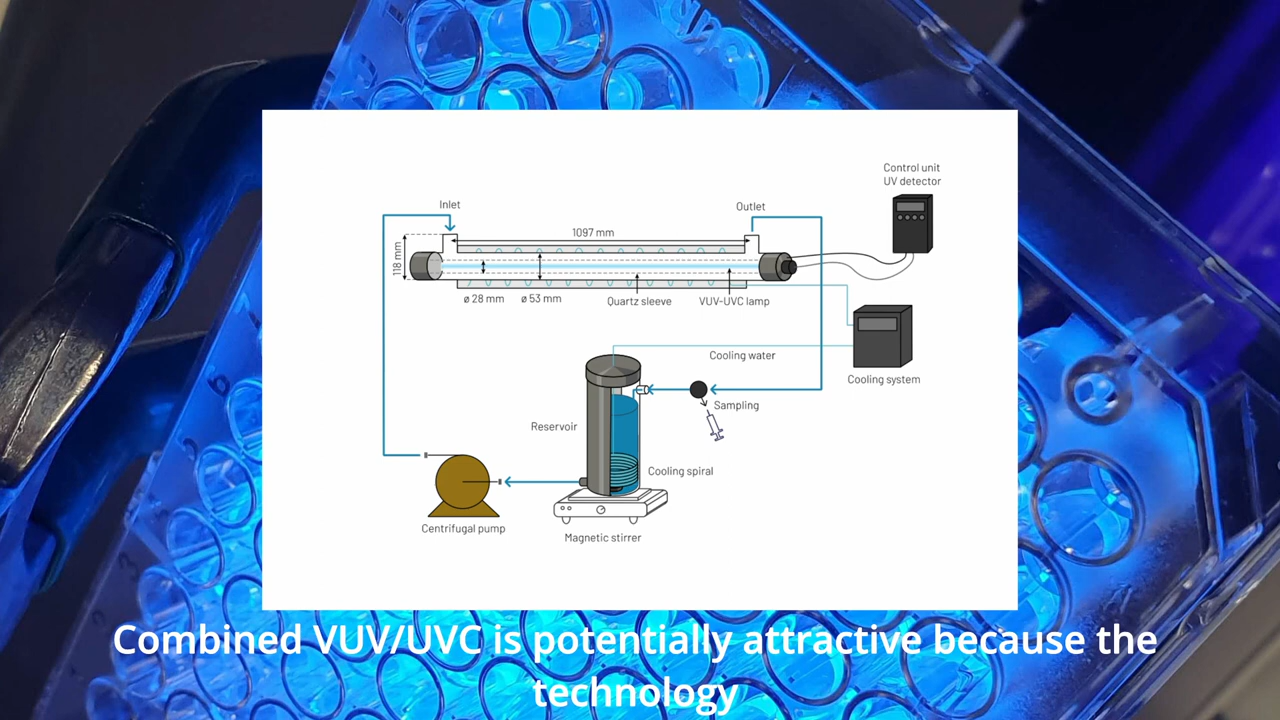 Control unit
UV detector
Inlet
Outlet
1097 mm
118 mm
ø 28 mm
ø 53 mm
Quartz sleeve
VUV-UVC lamp
Cooling water
Cooling system
Sampling
Reservoir
Cooling spiral
Centrifugal pump
Magnetic stirrer
Combined VUV/UVC is potentially attractive because the
technology